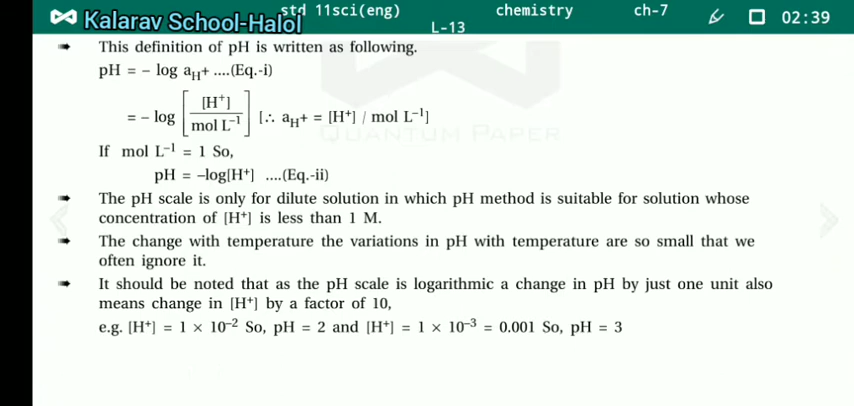 Kalarav School-Halol
std 11sci(eng) chemistry ch-7
L-13
02:39
QUANTUM PAPER
➠ This definition of pH is written as following.
pH = – log aH+ ....(Eq.-i)
= – log [[H⁺] / mol L⁻¹] [∴ aH+ = [H⁺] / mol L⁻¹]
If mol L⁻¹ = 1 So,
pH = –log[H⁺] ....(Eq.-ii)
➠ The pH scale is only for dilute solution in which pH method is suitable for solution whose
concentration of [H⁺] is less than 1 M.
➠ The change with temperature the variations in pH with temperature are so small that we
often ignore it.
➠ It should be noted that as the pH scale is logarithmic a change in pH by just one unit also
means change in [H⁺] by a factor of 10,
e.g. [H⁺] = 1 × 10⁻² So, pH = 2 and [H⁺] = 1 × 10⁻³ = 0.001 So, pH = 3